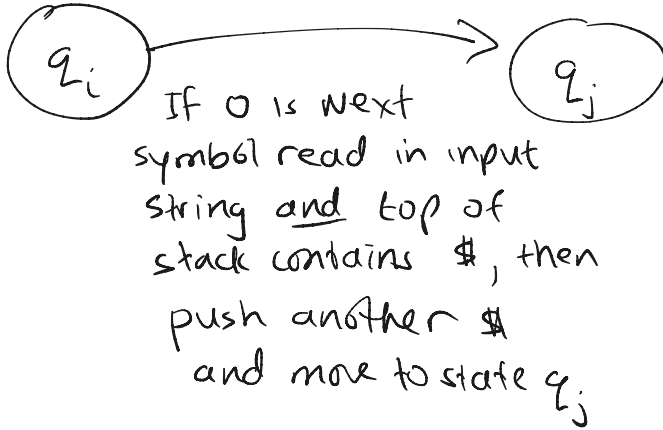 qi
qj
If 0 is next
symbol read in input
string and top of
stack contains $, then
push another $
and move to state qj